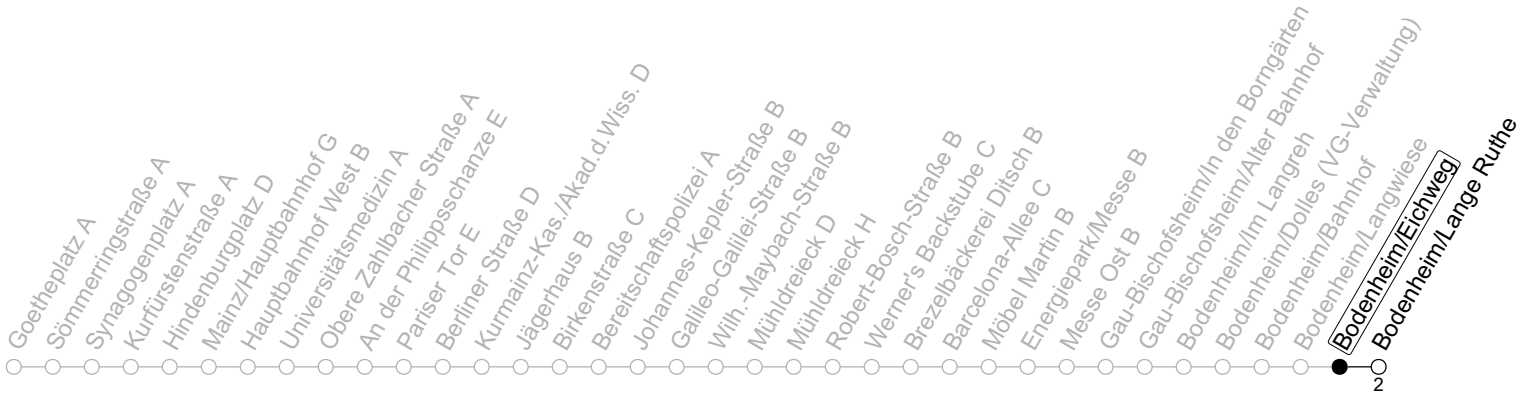 Goetheplatz A
Sömmerringstraße A
Synagogenplatz A
Kurfürstenstraße A
Hindenburgplatz D
Mainz/Hauptbahnhof G
Hauptbahnhof West B
Universitätsmedizin A
Obere Zahlbacher Straße A
An der Philippsschanze E
Pariser Tor E
Berliner Straße D
Kurmainz-Kas./Akad.d.Wiss. D
Jägerhaus B
Birkenstraße C
Bereitschaftspolizei A
Johannes-Kepler-Straße B
Galileo-Galilei-Straße B
Wilh.-Maybach-Straße B
Mühldreieck D
Mühldreieck H
Robert-Bosch-Straße B
Werner's Backstube C
Brezelbäckerei Ditsch B
Barcelona-Allee C
Möbel Martin B
Energiepark/Messe B
Messe Ost B
Gau-Bischofsheim/In den Borngärten
Gau-Bischofsheim/Alter Bahnhof
Bodenheim/Im Langreh
Bodenheim/Dolles (VG-Verwaltung)
Bodenheim/Bahnhof
Bodenheim/Langwiese
Bodenheim/Eichweg
Bodenheim/Lange Ruthe
2